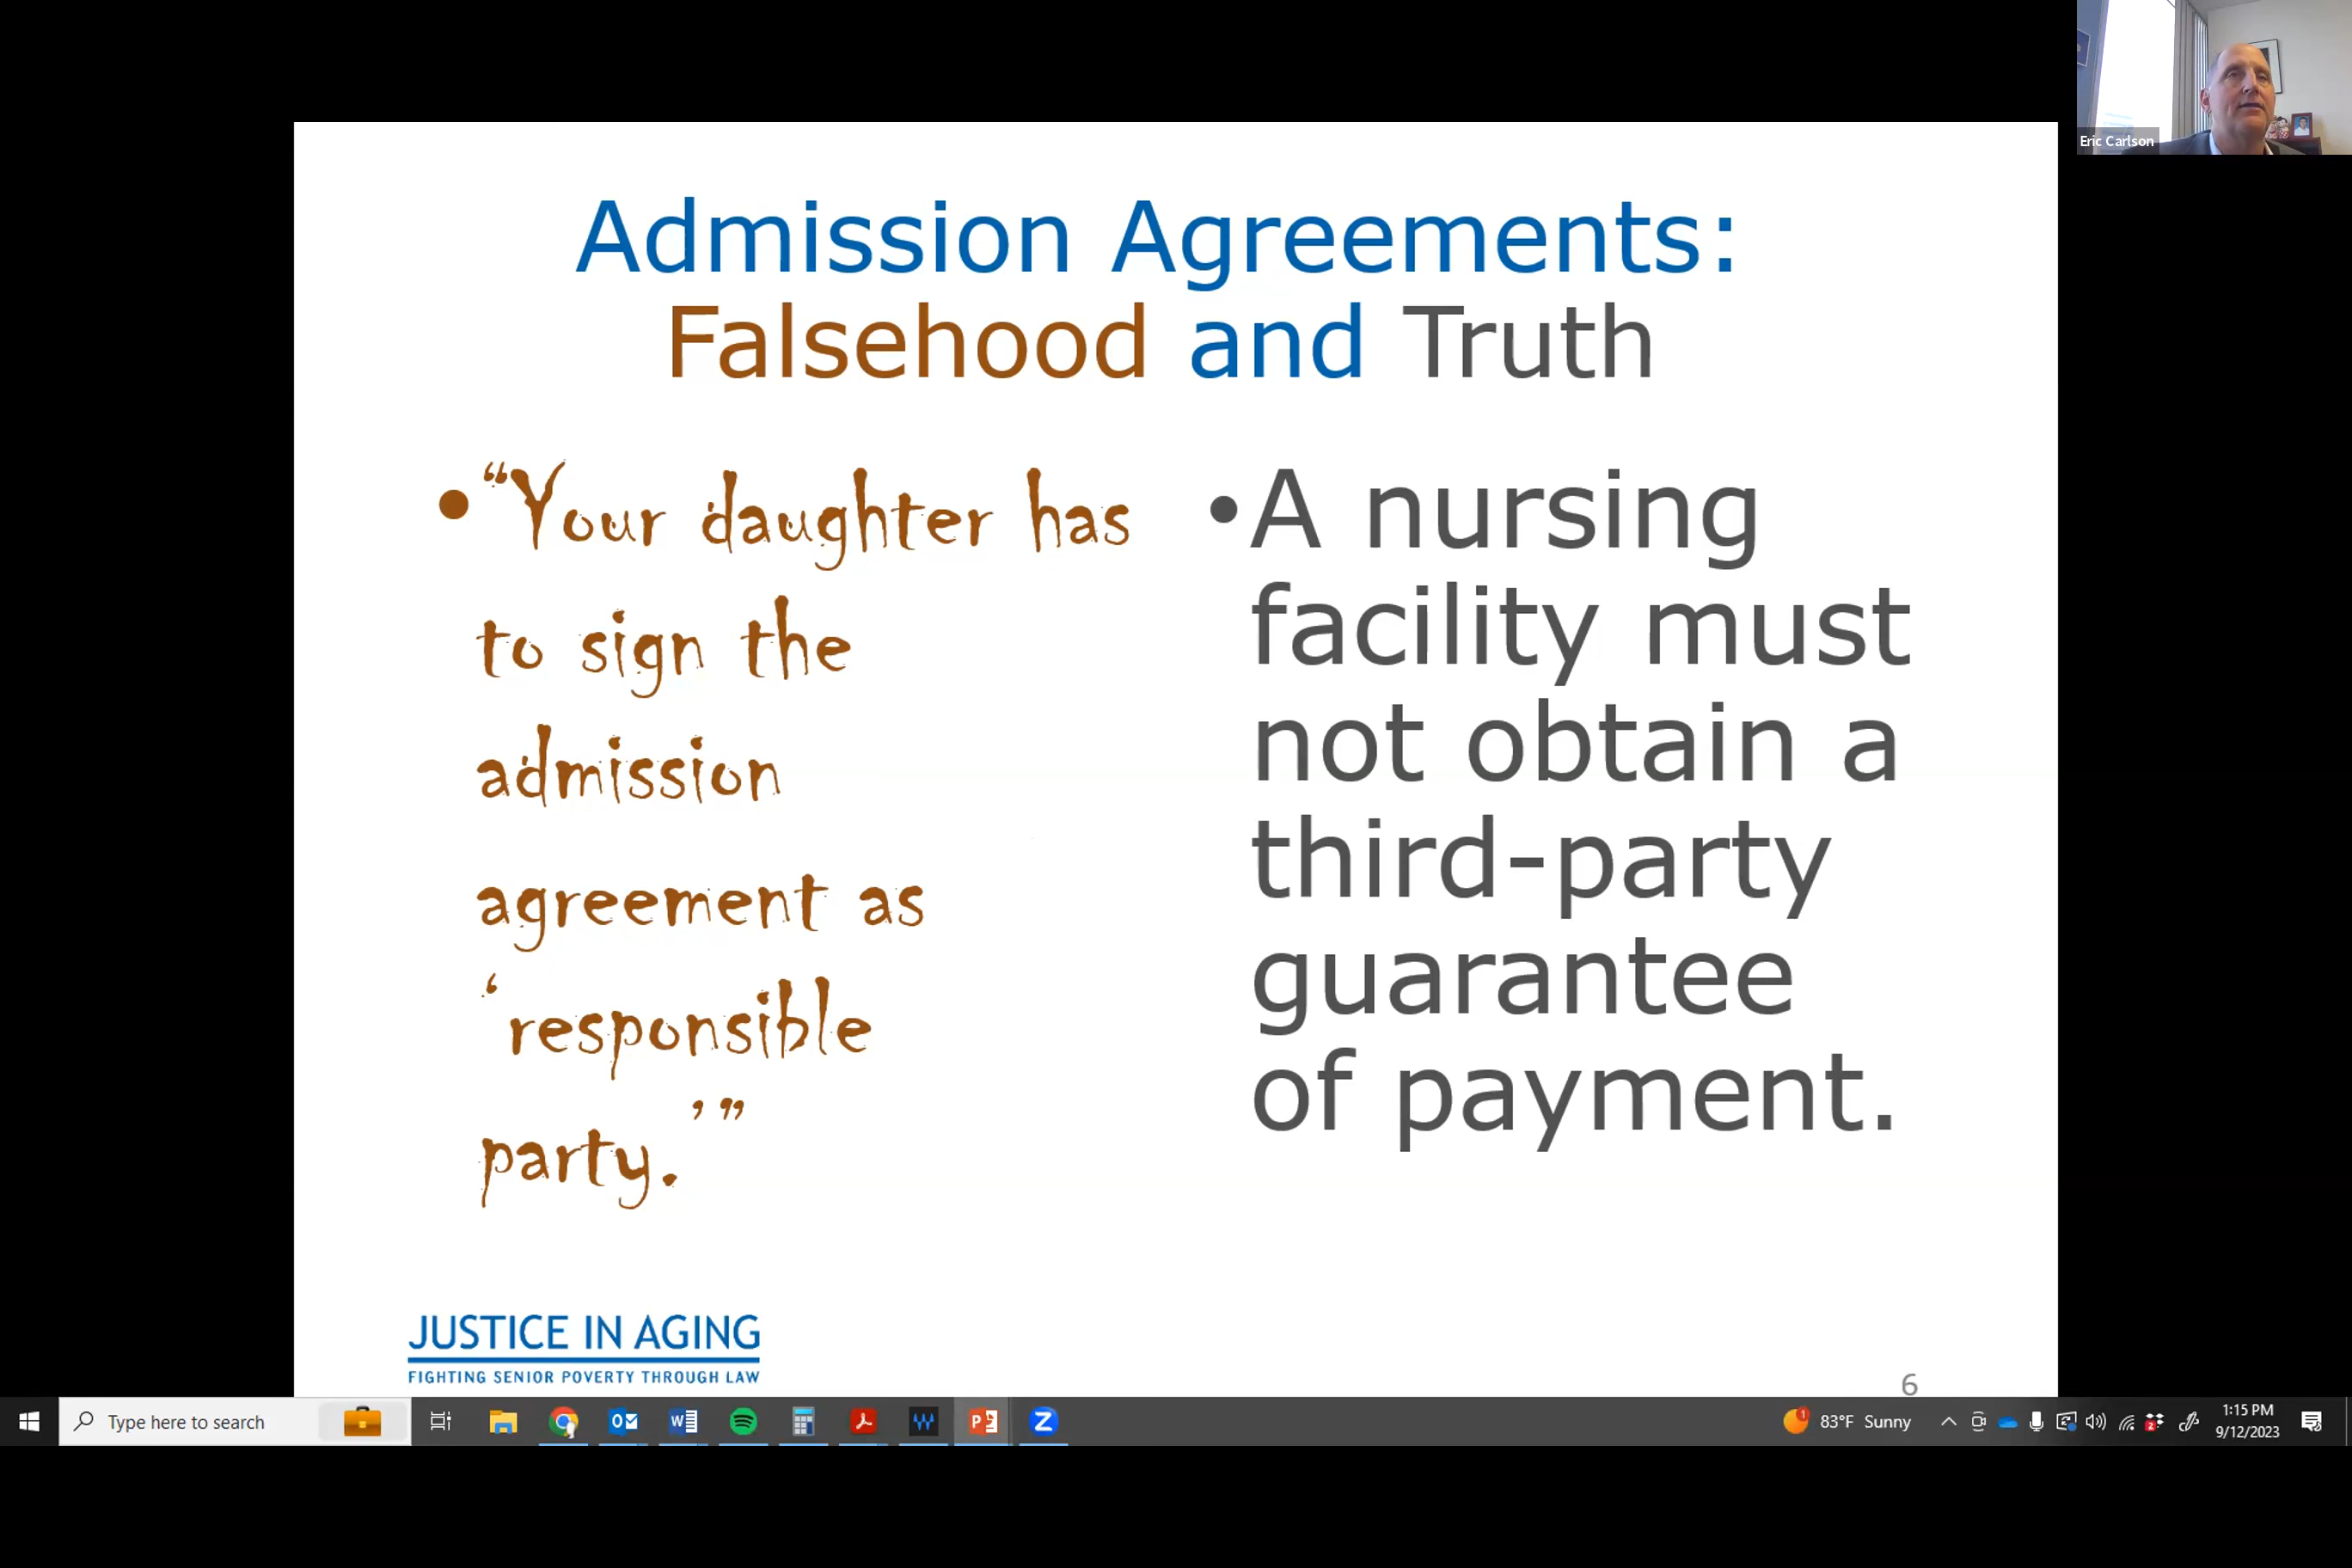 Eric Carlson
Admission Agreements:
Falsehood and Truth
•“Your daughter has
to sign the
admission
agreement as
‘responsible
party.’”
•A nursing
facility must
not obtain a
third-party
guarantee
of payment.
JUSTICE IN AGING
FIGHTING SENIOR POVERTY THROUGH LAW
6
Type here to search
83°F Sunny
1:15 PM
9/12/2023